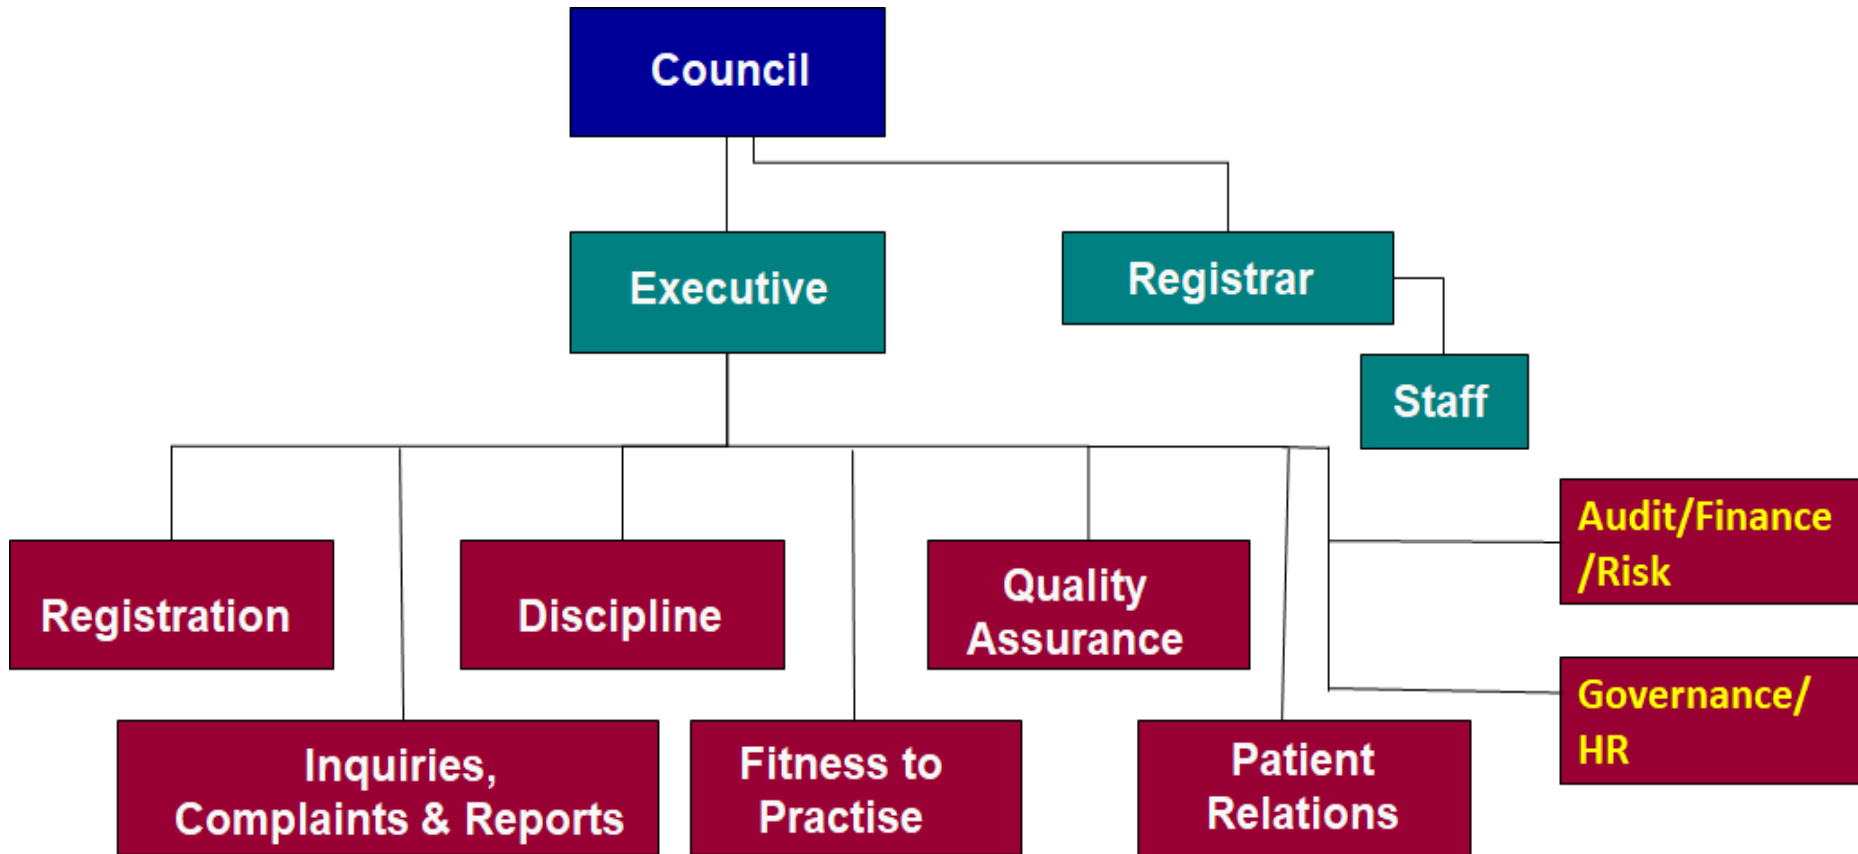 Council
Executive
Registrar
Staff
Registration
Discipline
Quality
Assurance
Audit/Finance
/Risk
Inquiries,
Complaints & Reports
Fitness to
Practise
Patient
Relations
Governance/
HR